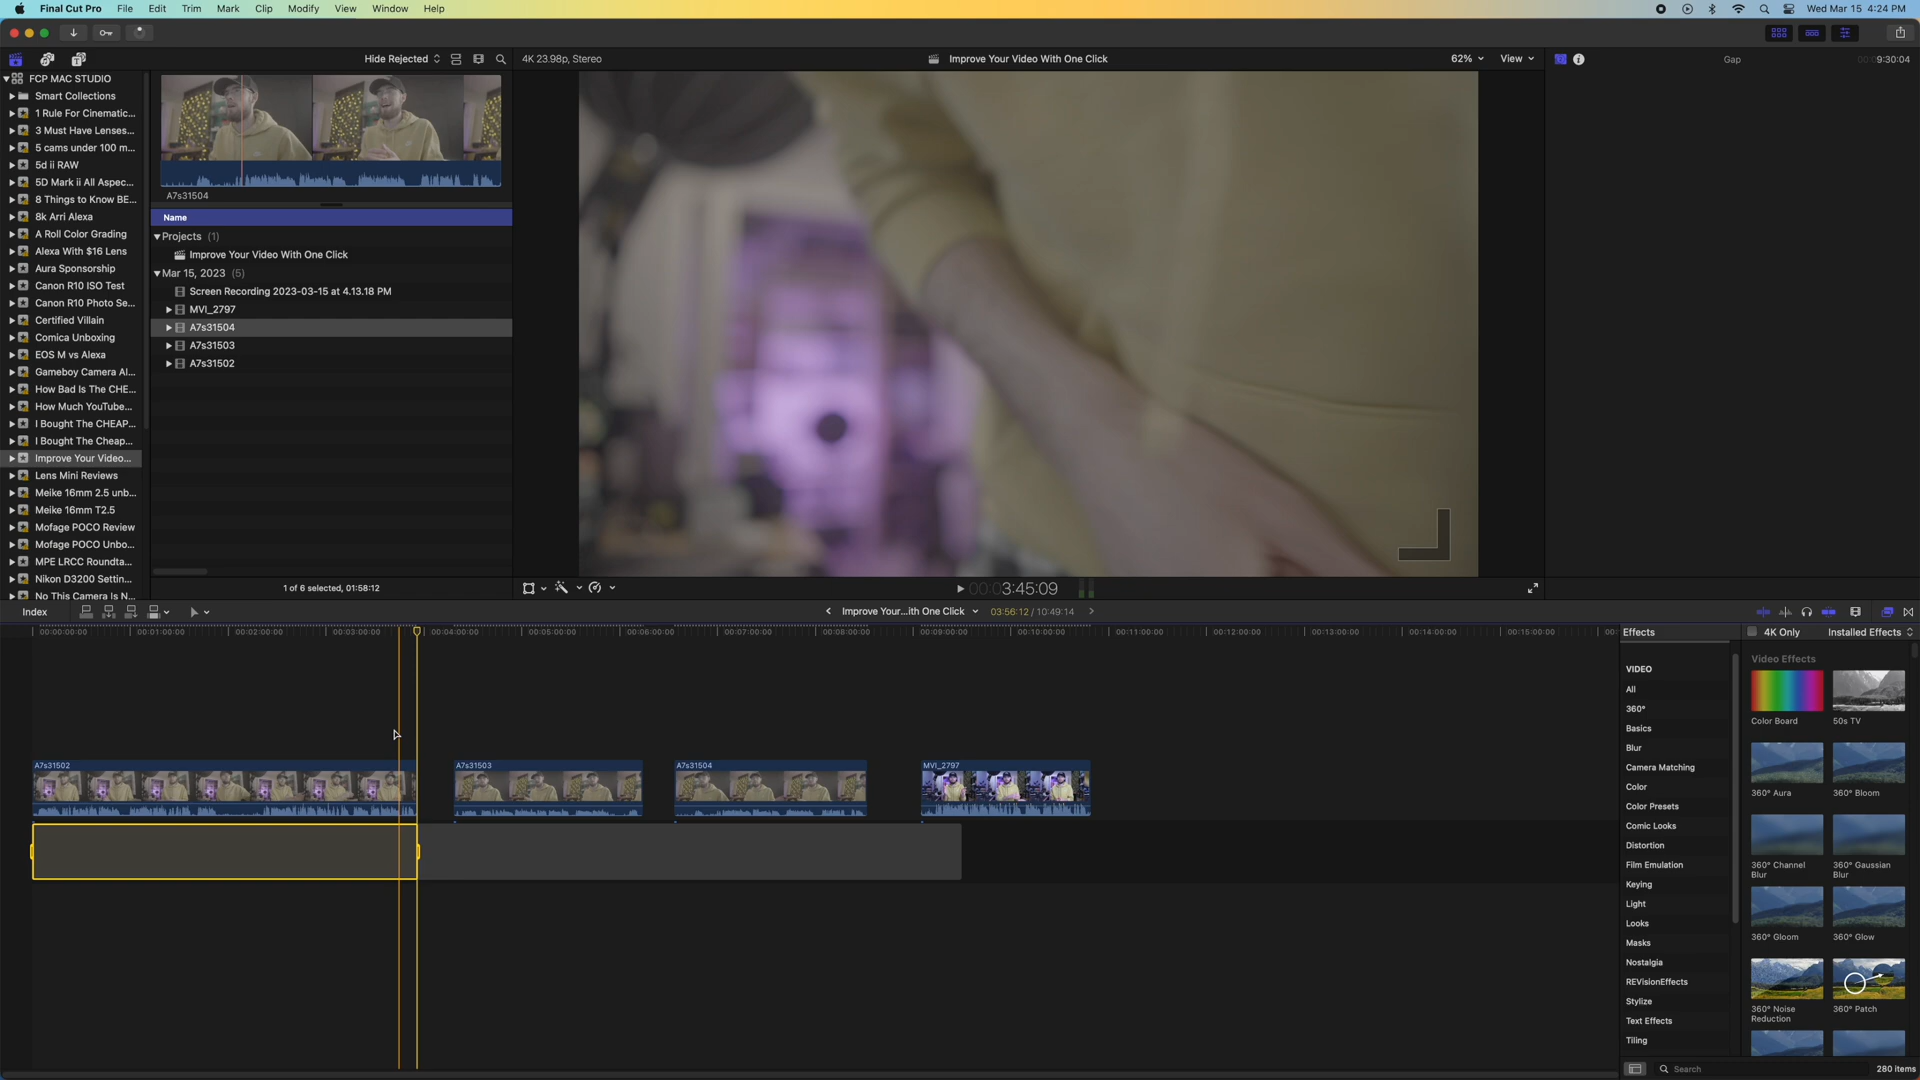 Final Cut Pro File Edit Trim Mark Clip Modify View Window Help
Wed Mar 15 4:24 PM
Hide Rejected
4K 23.98p, Stereo
Improve Your Video With One Click
62%
View
Gap
9:30:04
FCP MAC STUDIO
Smart Collections
1 Rule For Cinematic...
3 Must Have Lenses...
5 cams under 100 m...
5d ii RAW
5D Mark ii All Aspec...
8 Things to Know BE...
8k Arri Alexa
A Roll Color Grading
Alexa With $16 Lens
Aura Sponsorship
Canon R10 ISO Test
Canon R10 Photo Se...
Certified Villain
Comica Unboxing
EOS M vs Alexa
Gameboy Camera Al...
How Bad Is The CHE...
How Much YouTube...
I Bought The CHEAP...
I Bought The Cheap...
Improve Your Video...
Lens Mini Reviews
Meike 16mm 2.5 unb...
Meike 16mm T2.5
Mofage POCO Review
Mofage POCO Unbo...
MPE LRCC Roundta...
Nikon D3200 Settin...
No This Camera Is N...
A7s31504
Name
Projects (1)
Improve Your Video With One Click
Mar 15, 2023 (5)
Screen Recording 2023-03-15 at 4.13.18 PM
MVI_2797
A7s31504
A7s31503
A7s31502
1 of 6 selected, 01:58:12
00:03:45:09
Index
Improve Your...ith One Click
03:56:12 / 10:49:14
00:00:00:00
00:01:00:00
00:02:00:00
00:03:00:00
00:04:00:00
00:05:00:00
00:06:00:00
00:07:00:00
00:08:00:00
00:09:00:00
00:10:00:00
00:11:00:00
00:12:00:00
00:13:00:00
00:14:00:00
00:15:00:00
A7s31502
A7s31503
A7s31504
MVI_2797
Effects
4K Only
Installed Effects
VIDEO
All
360°
Basics
Blur
Camera Matching
Color
Color Presets
Comic Looks
Distortion
Film Emulation
Keying
Light
Looks
Masks
Nostalgia
REVisionEffects
Stylize
Text Effects
Tiling
Video Effects
Color Board
50s TV
360° Aura
360° Bloom
360° Channel Blur
360° Gaussian Blur
360° Gloom
360° Glow
360° Noise Reduction
360° Patch
Search
280 items